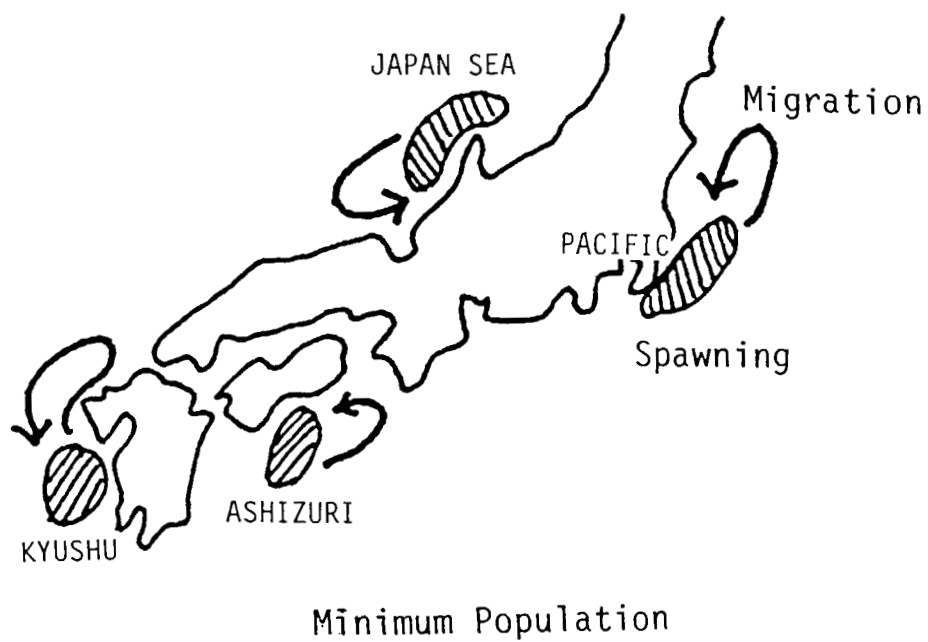 JAPAN SEA
Migration
PACIFIC
Spawning
ASHIZURI
KYUSHU
Minimum Population